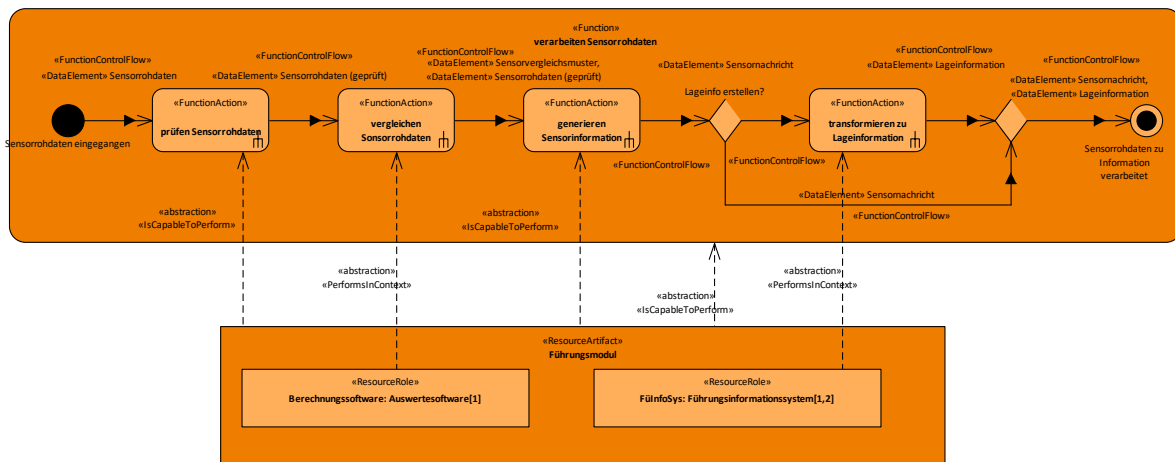 «Function»
verarbeiten Sensorrohdaten
«FunctionControlFlow»
«DataElement» Sensorrohdaten
«FunctionControlFlow»
«DataElement» Sensorrohdaten (geprüft)
«FunctionControlFlow»
«DataElement» Sensorvergleichsmuster,
«DataElement» Sensorrohdaten (geprüft)
«DataElement» Sensornachricht
«FunctionControlFlow»
«DataElement» Lageinformation
«FunctionControlFlow»
«DataElement» Sensornachricht,
«DataElement» Lageinformation
Sensorrohdaten eingegangen
«FunctionAction»
prüfen Sensorrohdaten
«FunctionAction»
vergleichen
Sonsorrohdaten
«FunctionAction»
generieren
Sensorinformation
Lageinfo erstellen?
«FunctionAction»
transformieren zu
Lageinformation
Sensorrohdaten zu
Information
verarbeitet
«FunctionControlFlow»
«FunctionControlFlow»
«DataElement» Sensornachricht
«FunctionControlFlow»
«abstraction»
«IsCapableToPerform»
«abstraction»
«IsCapableToPerform»
«abstraction»
«PerformsInContext»
«abstraction»
«IsCapableToPerform»
«abstraction»
«PerformsInContext»
«ResourceArtifact»
Führungsmodul
«ResourceRole»
Berechnungssoftware: Auswertesoftware[1]
«ResourceRole»
FüInfoSys: Führungsinformationssystem[1,2]